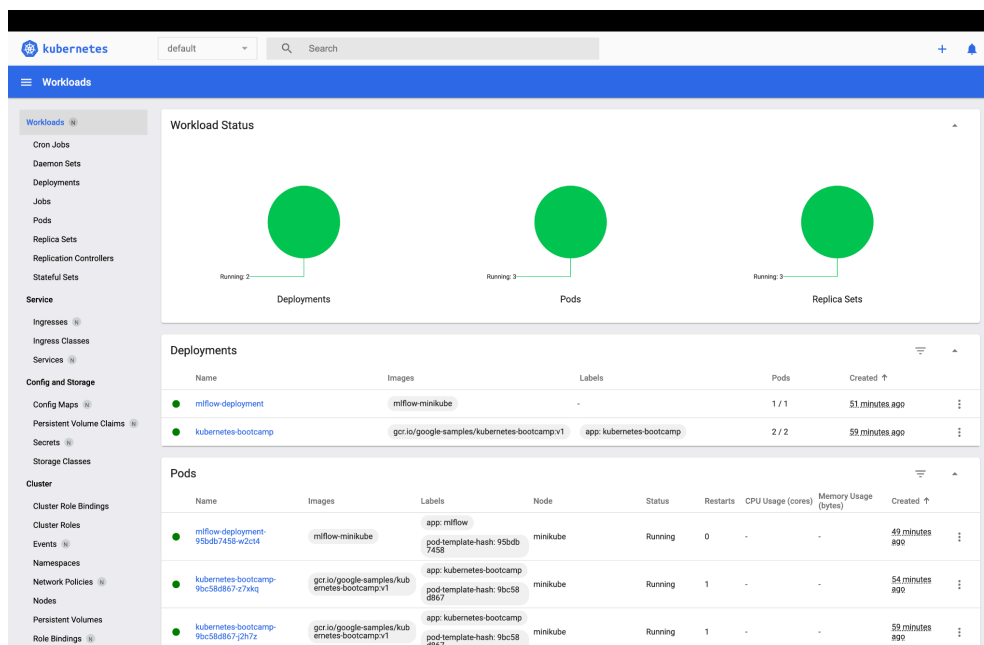 kubernetes
default
Search
+
Workloads
Workloads N
Cron Jobs
Daemon Sets
Deployments
Jobs
Pods
Replica Sets
Replication Controllers
Stateful Sets
Service
Ingresses N
Ingress Classes
Services N
Config and Storage
Config Maps N
Persistent Volume Claims N
Secrets N
Storage Classes
Cluster
Cluster Role Bindings
Cluster Roles
Events N
Namespaces
Network Policies N
Nodes
Persistent Volumes
Role Bindings N
Workload Status
Running: 2
Running: 3
Running: 3
Deployments
Pods
Replica Sets
Deployments
Name Images Labels Pods Created ↑
mlflow-deployment mlflow-minikube - 1 / 1 51 minutes ago
kubernetes-bootcamp gcr.io/google-samples/kubernetes-bootcamp:v1 app: kubernetes-bootcamp 2 / 2 59 minutes ago
Pods
Name Images Labels Node Status Restarts CPU Usage (cores) Memory Usage (bytes) Created ↑
mlflow-deployment-
95bdb7458-w2ct4
mlflow-minikube
app: mlflow
pod-template-hash: 95bdb
7458
minikube
Running
0
-
-
49 minutes
ago
kubernetes-bootcamp-
9bc58d867-z7xkq
gcr.io/google-samples/kub
ernetes-bootcamp:v1
app: kubernetes-bootcamp
pod-template-hash: 9bc58
d867
minikube
Running
1
-
-
54 minutes
ago
kubernetes-bootcamp-
9bc58d867-j2h7z
gcr.io/google-samples/kub
ernetes-bootcamp:v1
app: kubernetes-bootcamp
pod-template-hash: 9bc58
d867
minikube
Running
1
-
-
59 minutes
ago